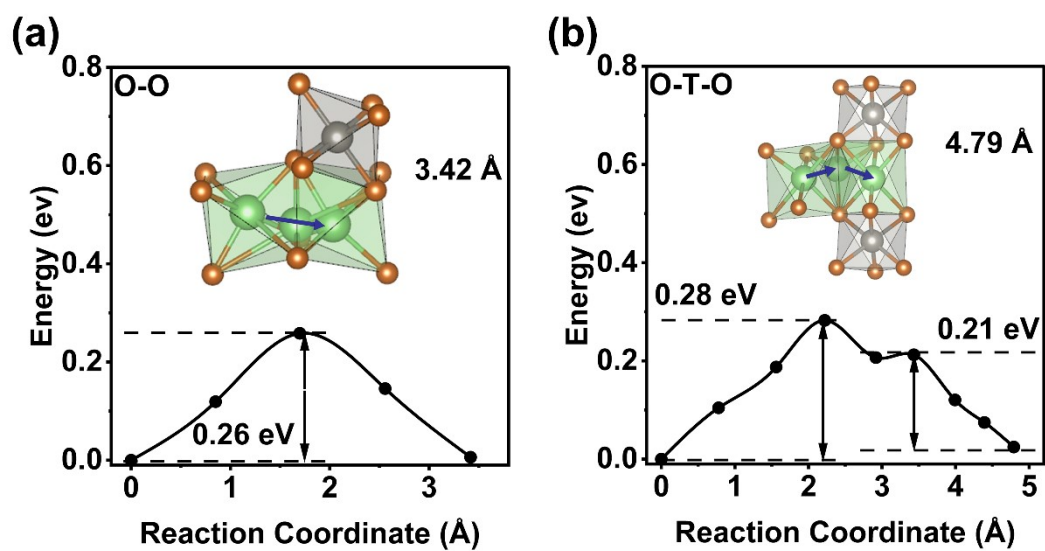 (a)
O-O
3.42 Å
0.26 eV
Energy (ev)
0.8
0.6
0.4
0.2
0.0
0 1 2 3
Reaction Coordinate (Å)
(b)
O-T-O
4.79 Å
0.28 eV
0.21 eV
Energy (ev)
0.8
0.6
0.4
0.2
0.0
0 1 2 3 4 5
Reaction Coordinate (Å)